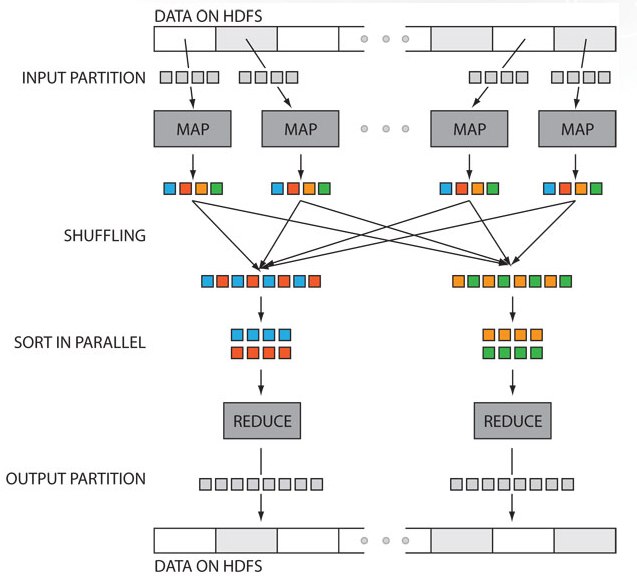 DATA ON HDFS
INPUT PARTITION
MAP
MAP
MAP
MAP
SHUFFLING
SORT IN PARALLEL
REDUCE
REDUCE
OUTPUT PARTITION
DATA ON HDFS